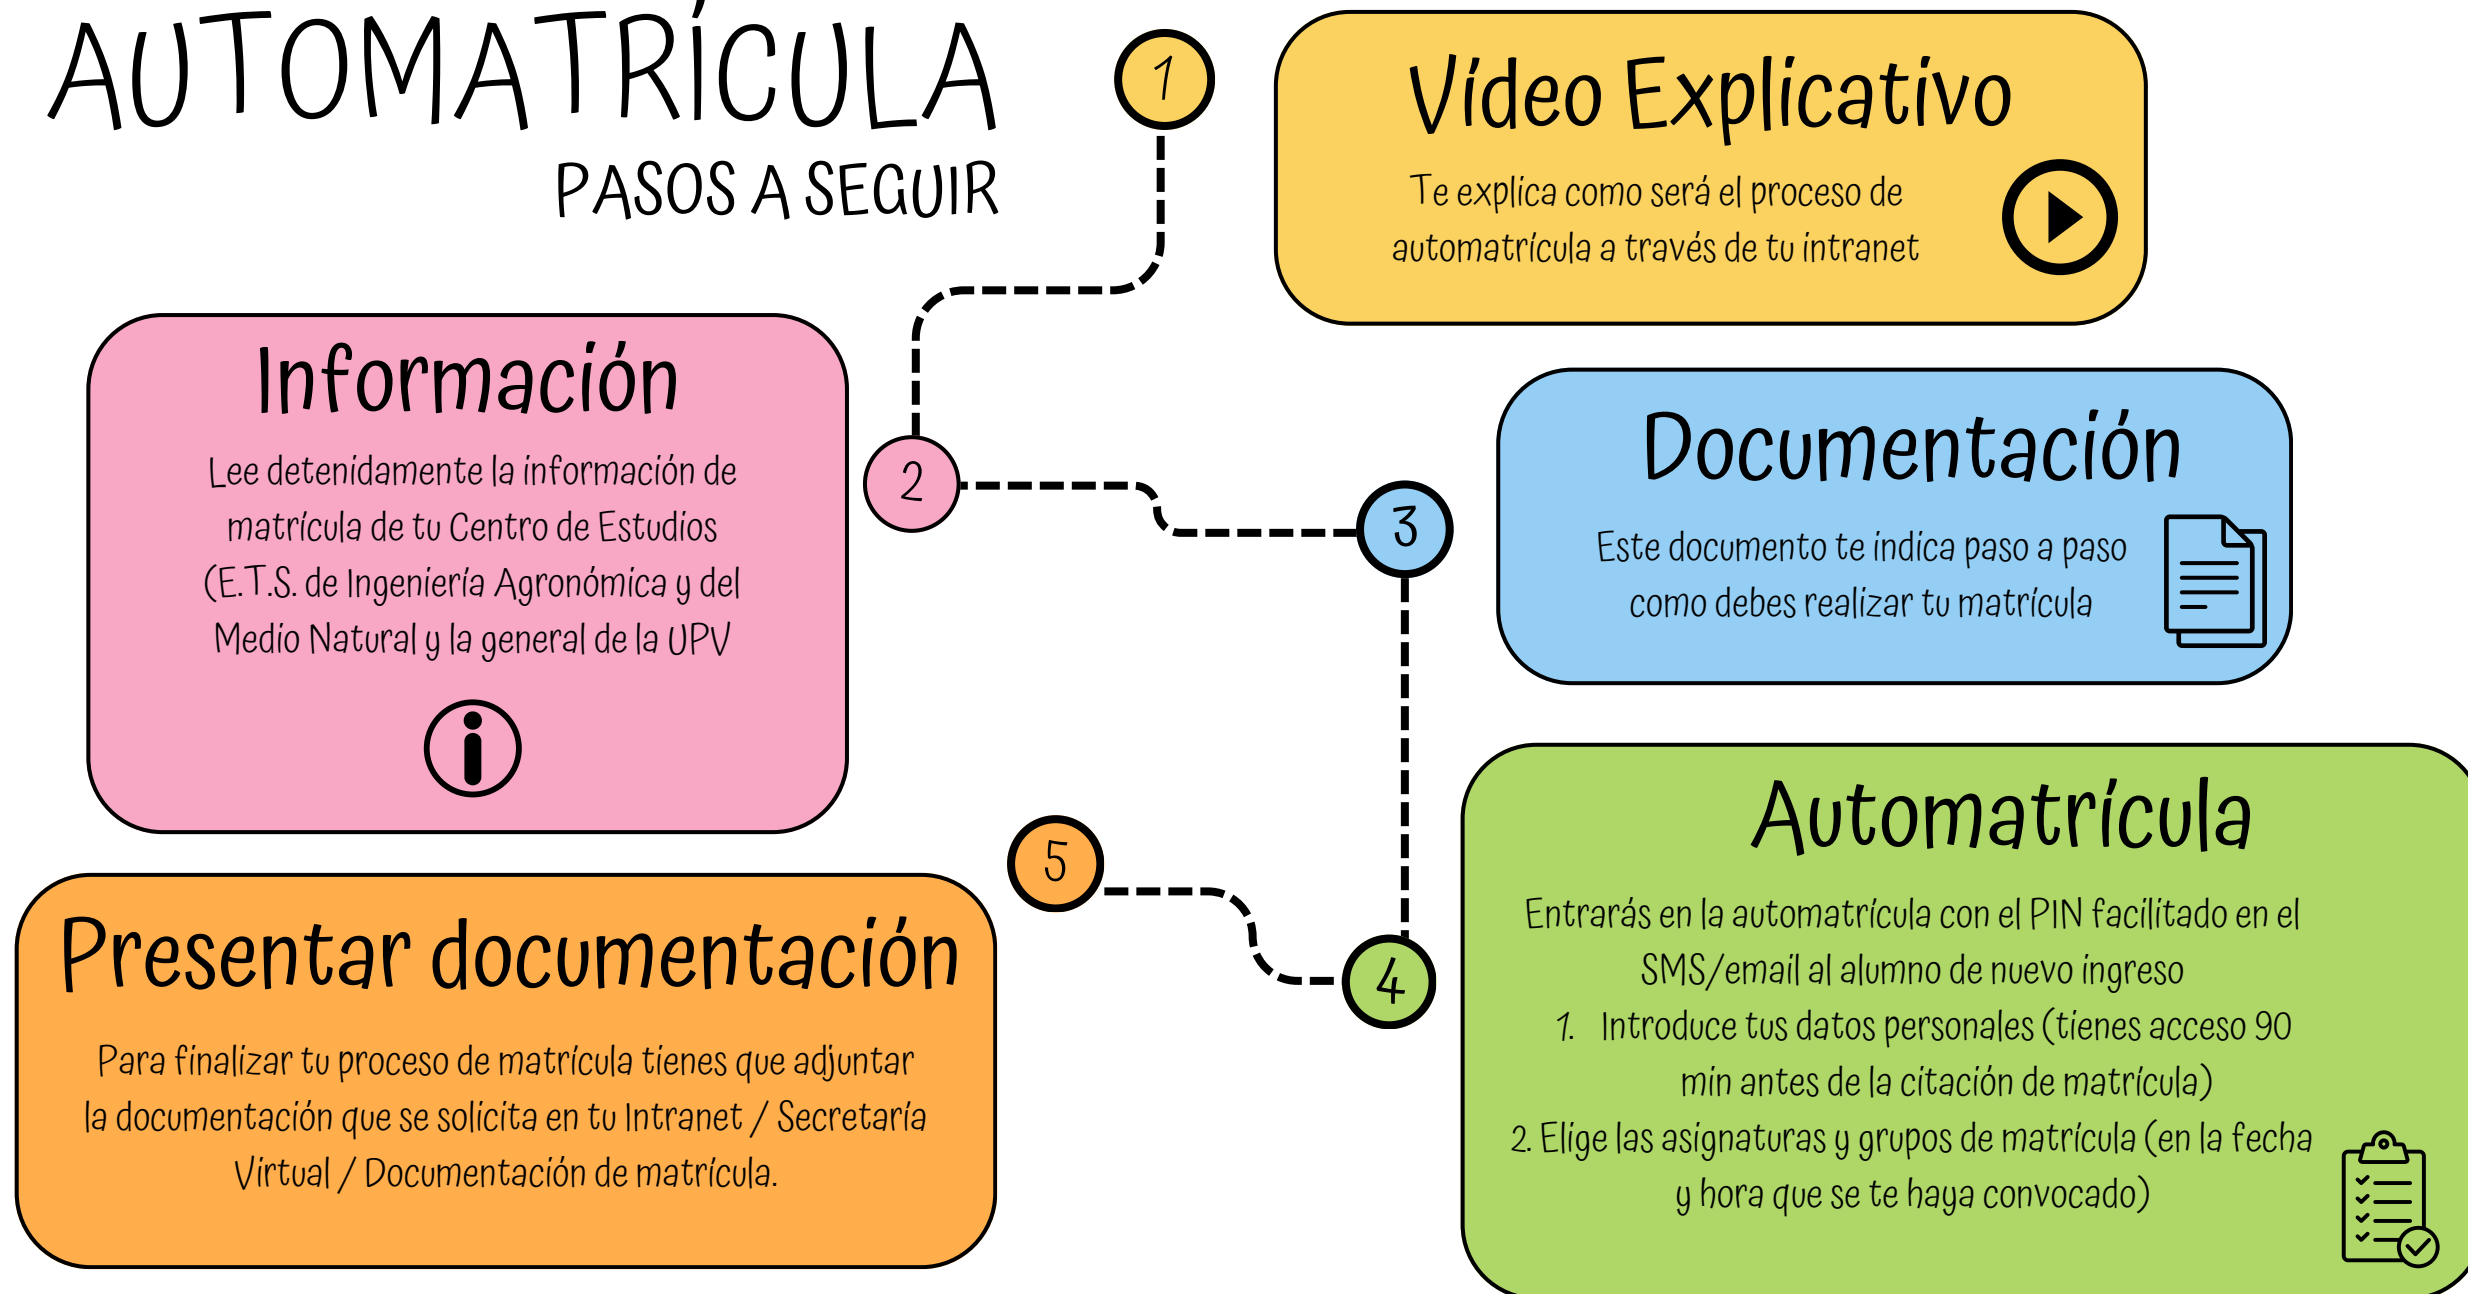 AUTOMATRÍCULA
PASOS A SEGUIR
1
Vídeo Explicativo
Te explica como será el proceso de
automatrícula a través de tu intranet
2
Información
Lee detenidamente la información de
matrícula de tu Centro de Estudios
(E.T.S. de Ingeniería Agronómica y del
Medio Natural y la general de la UPV
3
Documentación
Este documento te indica paso a paso
como debes realizar tu matrícula
4
Automatrícula
Entrarás en la automatrícula con el PIN facilitado en el
SMS/email al alumno de nuevo ingreso
1. Introduce tus datos personales (tienes acceso 90
min antes de la citación de matrícula)
2. Elige las asignaturas y grupos de matrícula (en la fecha
y hora que se te haya convocado)
5
Presentar documentación
Para finalizar tu proceso de matrícula tienes que adjuntar
la documentación que se solicita en tu Intranet / Secretaría
Virtual / Documentación de matrícula.